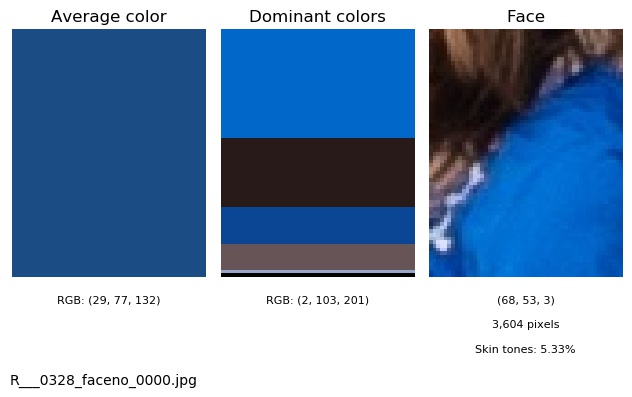 Average color
Dominant colors
Face
RGB: (29, 77, 132)
RGB: (2, 103, 201)
(68, 53, 3)
3,604 pixels
Skin tones: 5.33%
R___0328_faceno_0000.jpg